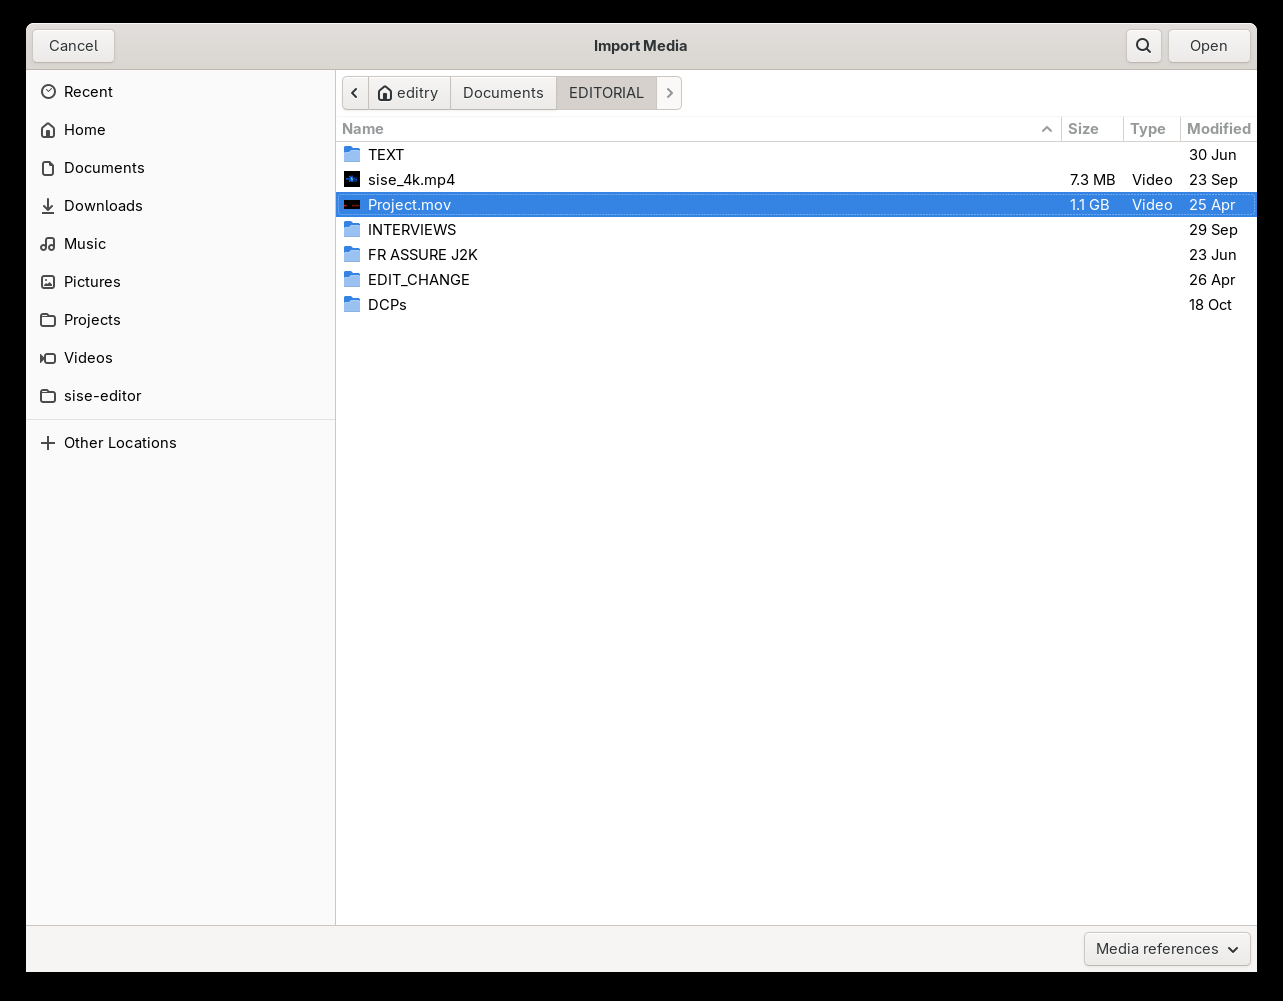 Cancel
Import Media
Open
Recent
Home
Documents
Downloads
Music
Pictures
Projects
Videos
sise-editor
Other Locations
editry Documents EDITORIAL
Name Size Type Modified
TEXT 30 Jun
sise_4k.mp4 7.3 MB Video 23 Sep
Project.mov 1.1 GB Video 25 Apr
INTERVIEWS 29 Sep
FR ASSURE J2K 23 Jun
EDIT_CHANGE 26 Apr
DCPs 18 Oct
Media references